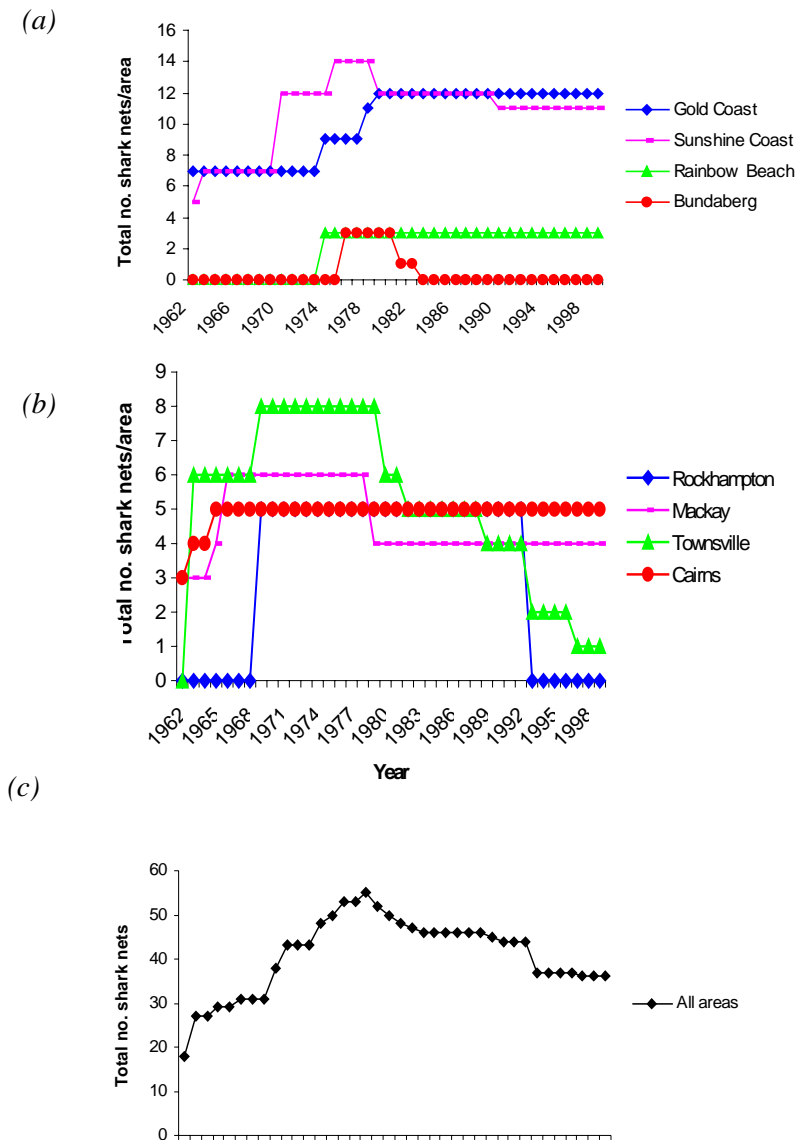 (a)
Total no. shark nets/area
16
14
12
10
8
6
4
2
0
1962 1966 1970 1974 1978 1982 1986 1990 1994 1998
Gold Coast
Sunshine Coast
Rainbow Beach
Bundaberg
(b)
Total no. shark nets/area
9
8
7
6
5
4
3
2
1
0
1962 1965 1968 1971 1974 1977 1980 1983 1986 1989 1992 1995 1998
Year
Rockhampton
Mackay
Townsville
Cairns
(c)
Total no. shark nets
60
50
40
30
20
10
0
All areas